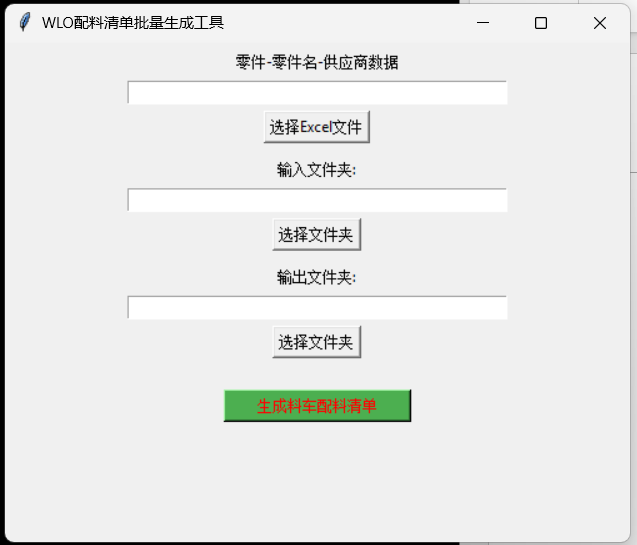 WLO配料清单批量生成工具
零件-零件名-供应商数据
选择Excel文件
输入文件夹:
选择文件夹
输出文件夹:
选择文件夹
生成料车配料清单